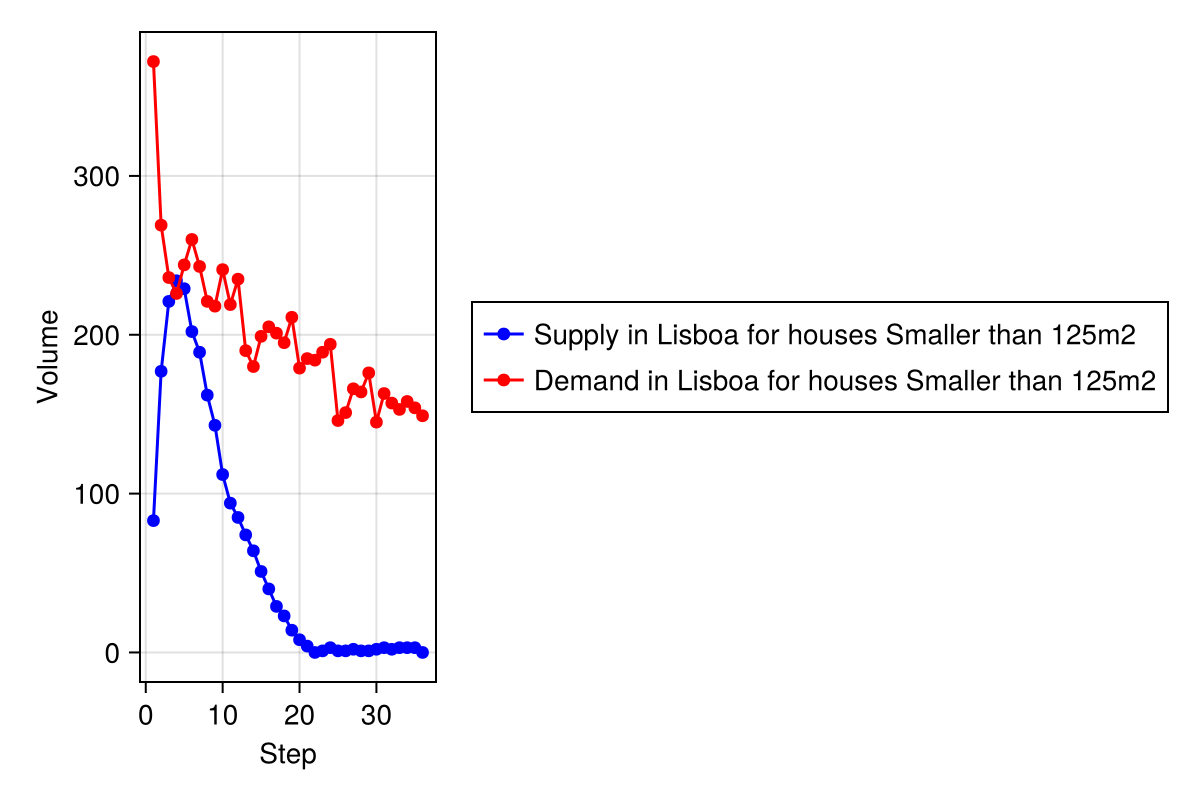 300
200
100
0
Volume
0 10 20 30
Step
Supply in Lisboa for houses Smaller than 125m2
Demand in Lisboa for houses Smaller than 125m2